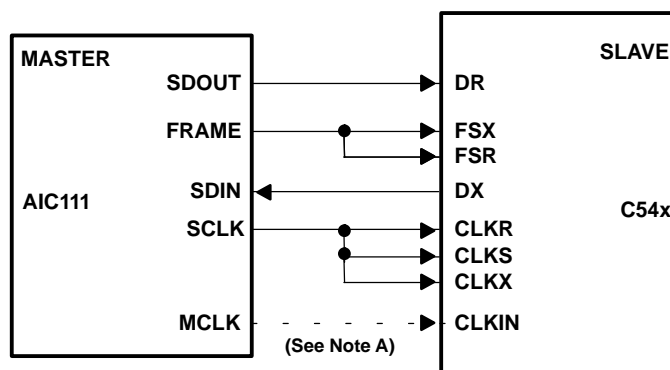 MASTER
SLAVE
SDOUT
DR
FRAME
FSX
FSR
SDIN
DX
AIC111
C54x
SCLK
CLKR
CLKS
CLKX
MCLK
CLKIN
(See Note A)